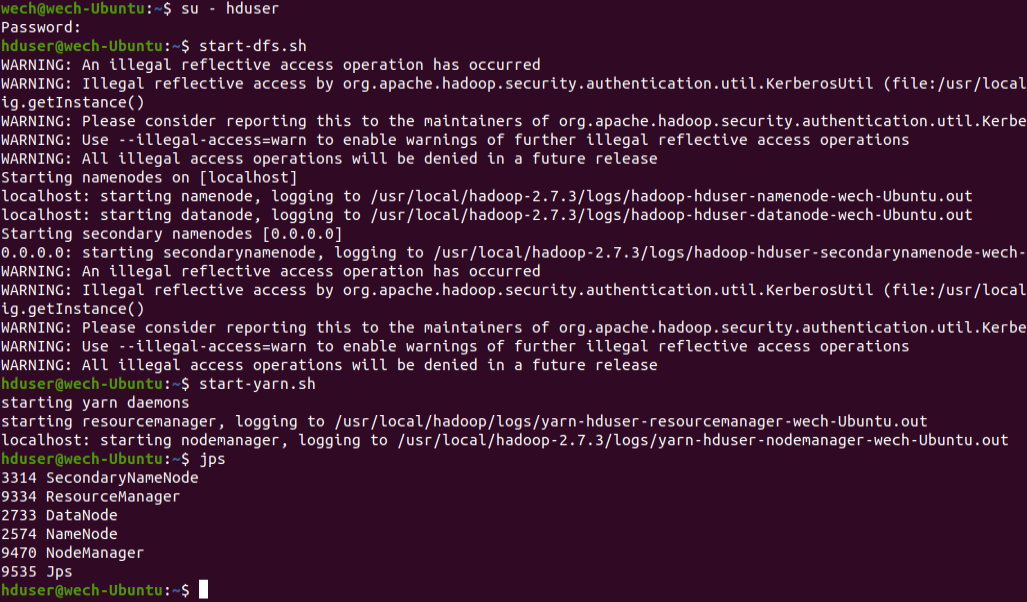 wech@wech-Ubuntu:~$ su - hduser
Password:
hduser@wech-Ubuntu:~$ start-dfs.sh
WARNING: An illegal reflective access operation has occurred
WARNING: Illegal reflective access by org.apache.hadoop.security.authentication.util.KerberosUtil (file:/usr/local
ig.getInstance()
WARNING: Please consider reporting this to the maintainers of org.apache.hadoop.security.authentication.util.Kerbe
WARNING: Use --illegal-access=warn to enable warnings of further illegal reflective access operations
WARNING: All illegal access operations will be denied in a future release
Starting namenodes on [localhost]
localhost: starting namenode, logging to /usr/local/hadoop-2.7.3/logs/hadoop-hduser-namenode-wech-Ubuntu.out
localhost: starting datanode, logging to /usr/local/hadoop-2.7.3/logs/hadoop-hduser-datanode-wech-Ubuntu.out
Starting secondary namenodes [0.0.0.0]
0.0.0.0: starting secondarynamenode, logging to /usr/local/hadoop-2.7.3/logs/hadoop-hduser-secondarynamenode-wech-
WARNING: An illegal reflective access operation has occurred
WARNING: Illegal reflective access by org.apache.hadoop.security.authentication.util.KerberosUtil (file:/usr/local
ig.getInstance()
WARNING: Please consider reporting this to the maintainers of org.apache.hadoop.security.authentication.util.Kerbe
WARNING: Use --illegal-access=warn to enable warnings of further illegal reflective access operations
WARNING: All illegal access operations will be denied in a future release
hduser@wech-Ubuntu:~$ start-yarn.sh
starting yarn daemons
starting resourcemanager, logging to /usr/local/hadoop/logs/yarn-hduser-resourcemanager-wech-Ubuntu.out
localhost: starting nodemanager, logging to /usr/local/hadoop-2.7.3/logs/yarn-hduser-nodemanager-wech-Ubuntu.out
hduser@wech-Ubuntu:~$ jps
3314 SecondaryNameNode
9334 ResourceManager
2733 DataNode
2574 NameNode
9470 NodeManager
9535 Jps
hduser@wech-Ubuntu:~$